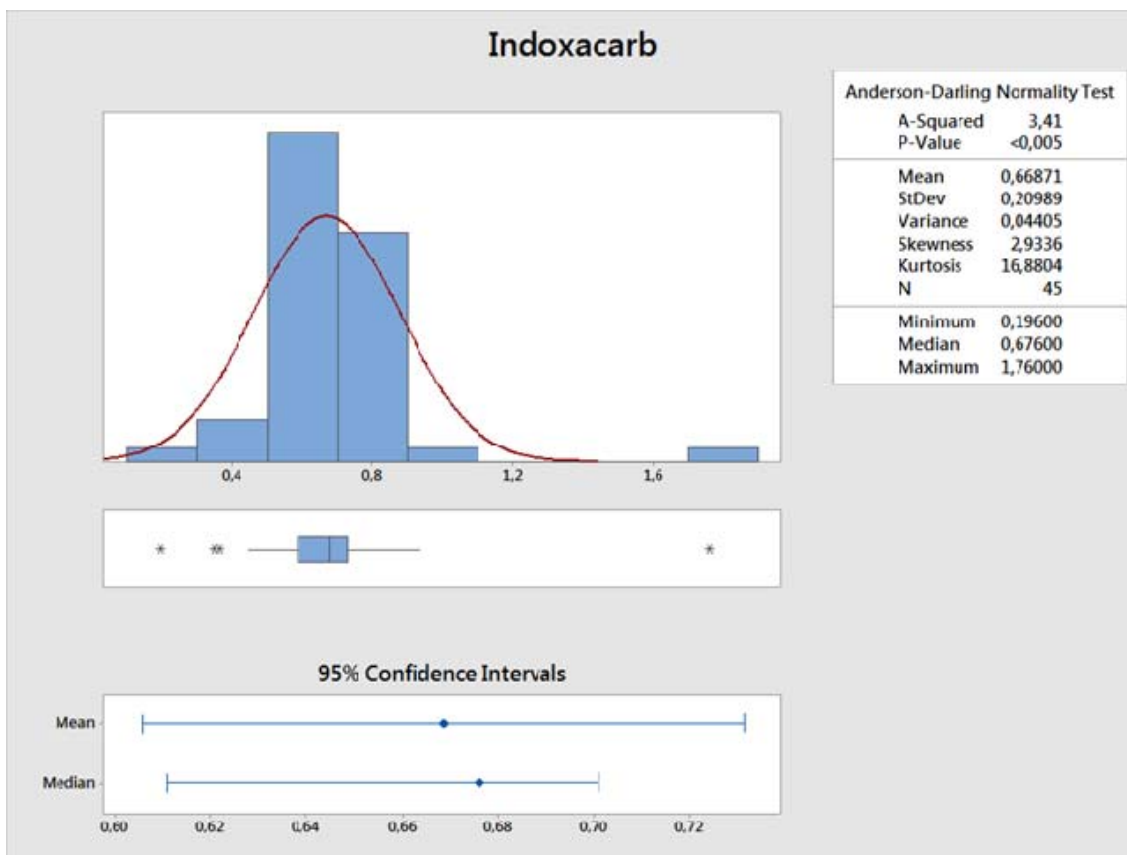 Indoxacarb
Anderson-Darling Normality Test
A-Squared 3,41
P-Value <0,005
Mean 0,66871
StDev 0,20989
Variance 0,04405
Skewness 2,9336
Kurtosis 16,8804
N 45
Minimum 0,19600
Median 0,67600
Maximum 1,76000
0,4 0,8 1,2 1,6
* ** *
95% Confidence Intervals
Mean
Median
0,60 0,62 0,64 0,66 0,68 0,70 0,72